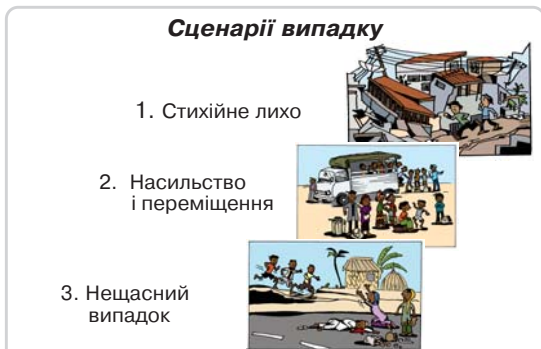 Сценарії випадку
1. Стихійне лихо
2. Насильство
і переміщення
3. Нещасний
випадок